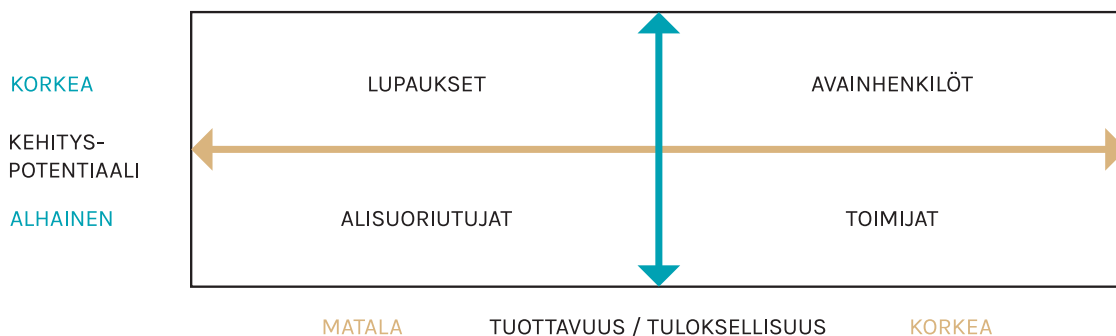 KORKEA
LUPAUKSET
AVAINHENKILÖT
KEHITYS-
POTENTIAALI
ALHAINEN
ALISUORIUTUJAT
TOIMIJAT
MATALA
TUOTTAVUUS / TULOKSELLISUUS
KORKEA